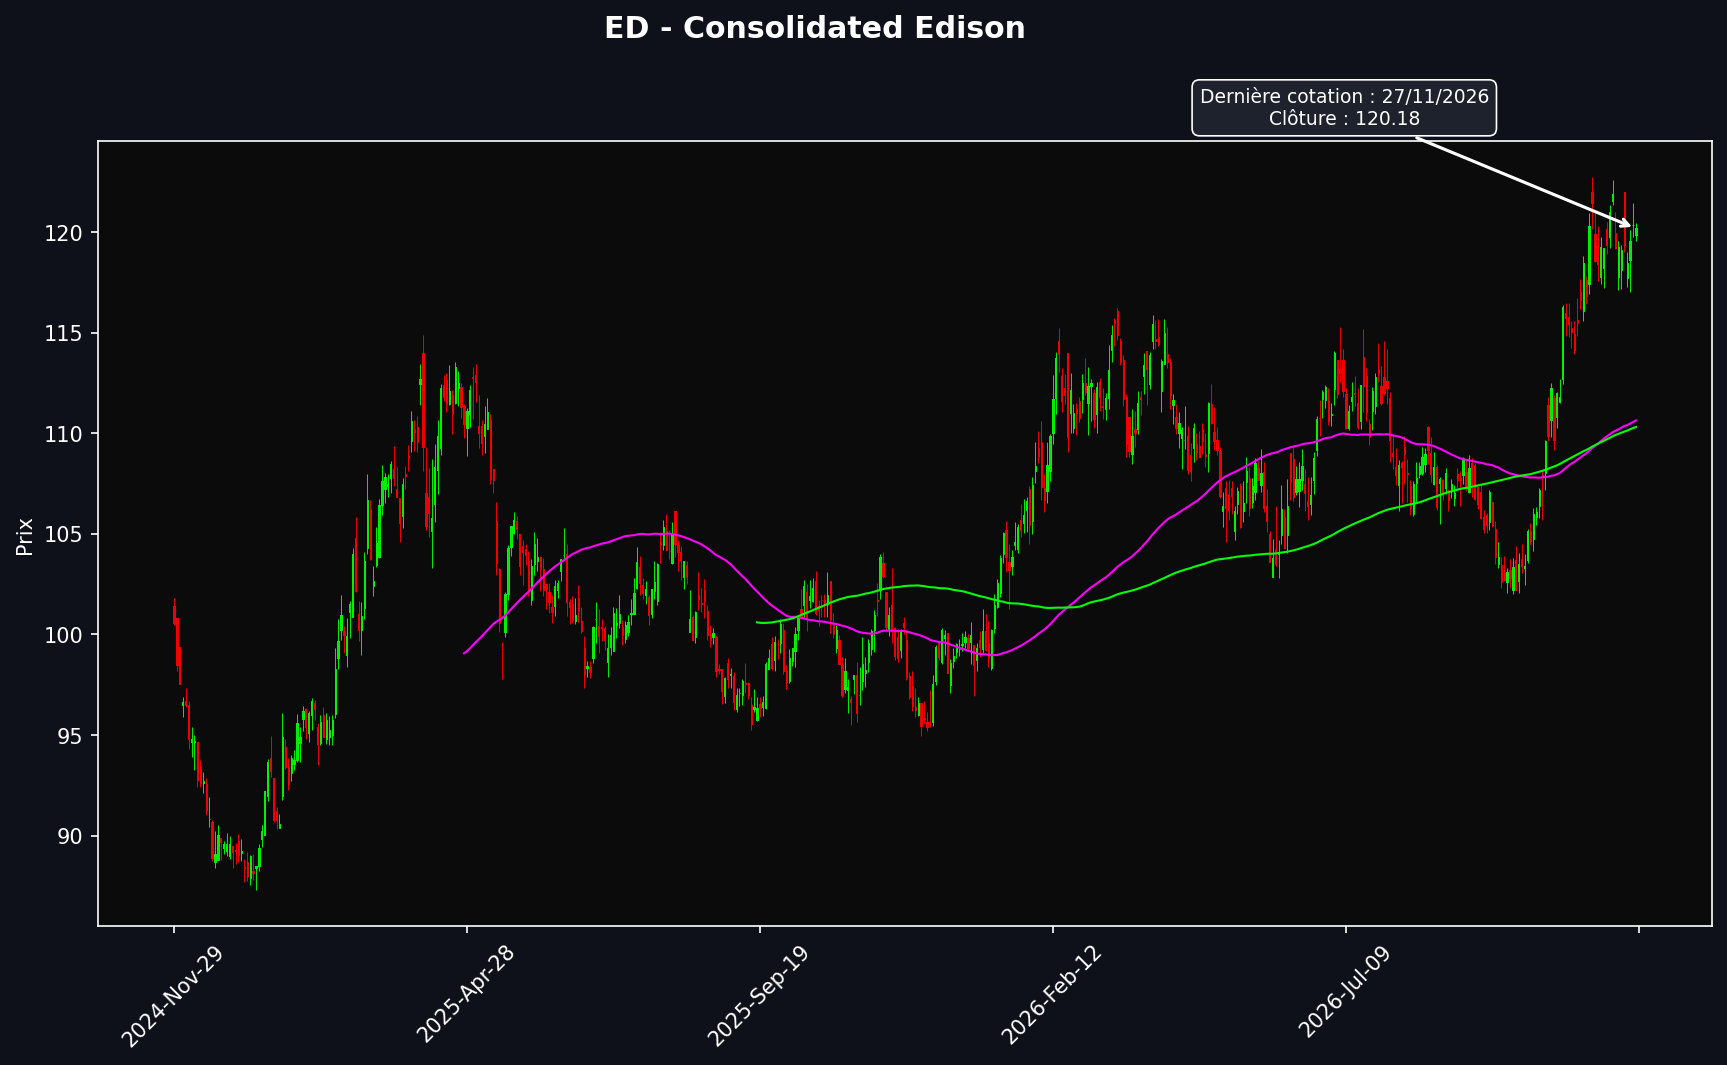 ED - Consolidated Edison
Dernière cotation : 27/11/2026
Clôture : 120.18
Prix
120
115
110
105
100
95
90
2024-Nov-29
2025-Apr-28
2025-Sep-19
2026-Feb-12
2026-Jul-09